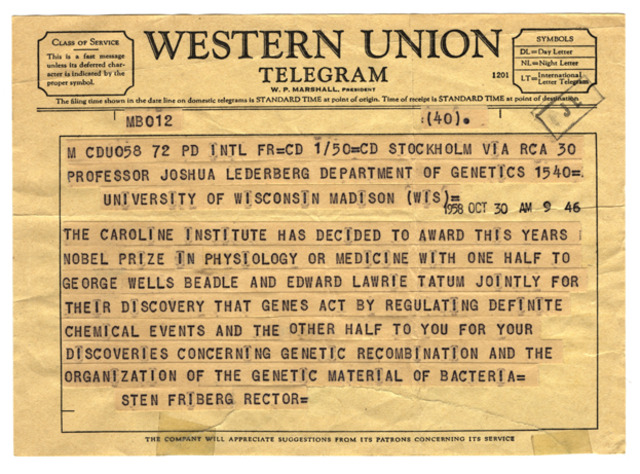 CLASS OF SERVICE
This is a fast message
unless its deferred char-
acter is indicated by the
proper symbol.
WESTERN UNION
TELEGRAM
W. P. MARSHALL, PRESIDENT
1201
SYMBOLS
DL=Day Letter
NL=Night Letter
LT=International Letter Telegram
The filing time shown in the date line on domestic telegrams is STANDARD TIME at point of origin. Time of receipt is STANDARD TIME at point of destination
MB012
(40).
M CDU058 72 PD INTL FR=CD 1/50=CD STOCKHOLM VIA RCA 30
PROFESSOR JOSHUA LEDERBERG DEPARTMENT OF GENETICS 1540=
UNIVERSITY OF WISCONSIN MADISON (WIS)=
1958 OCT 30 AM 9 46
THE CAROLINE INSTITUTE HAS DECIDED TO AWARD THIS YEARS
NOBEL PRIZE IN PHYSIOLOGY OR MEDICINE WITH ONE HALF TO
GEORGE WELLS BEADLE AND EDWARD LAWRIE TATUM JOINTLY FOR
THEIR DISCOVERY THAT GENES ACT BY REGULATING DEFINITE
CHEMICAL EVENTS AND THE OTHER HALF TO YOU FOR YOUR
DISCOVERIES CONCERNING GENETIC RECOMBINATION AND THE
ORGANIZATION OF THE GENETIC MATERIAL OF BACTERIA=
STEN FRIBERG RECTOR=
THE COMPANY WILL APPRECIATE SUGGESTIONS FROM ITS PATRONS CONCERNING ITS SERVICE